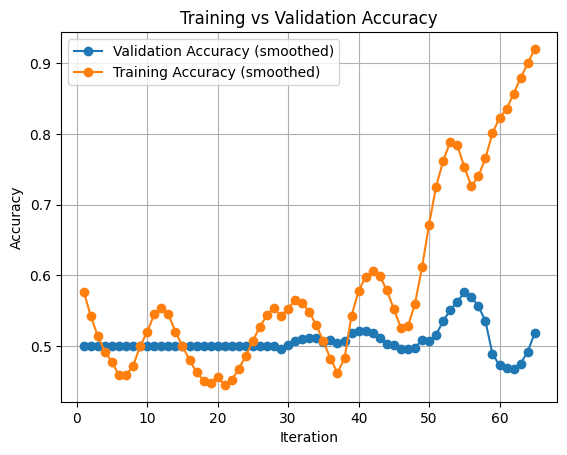 Training vs Validation Accuracy
Validation Accuracy (smoothed)
Training Accuracy (smoothed)
0.9
0.8
0.7
0.6
0.5
Accuracy
0 10 20 30 40 50 60
Iteration